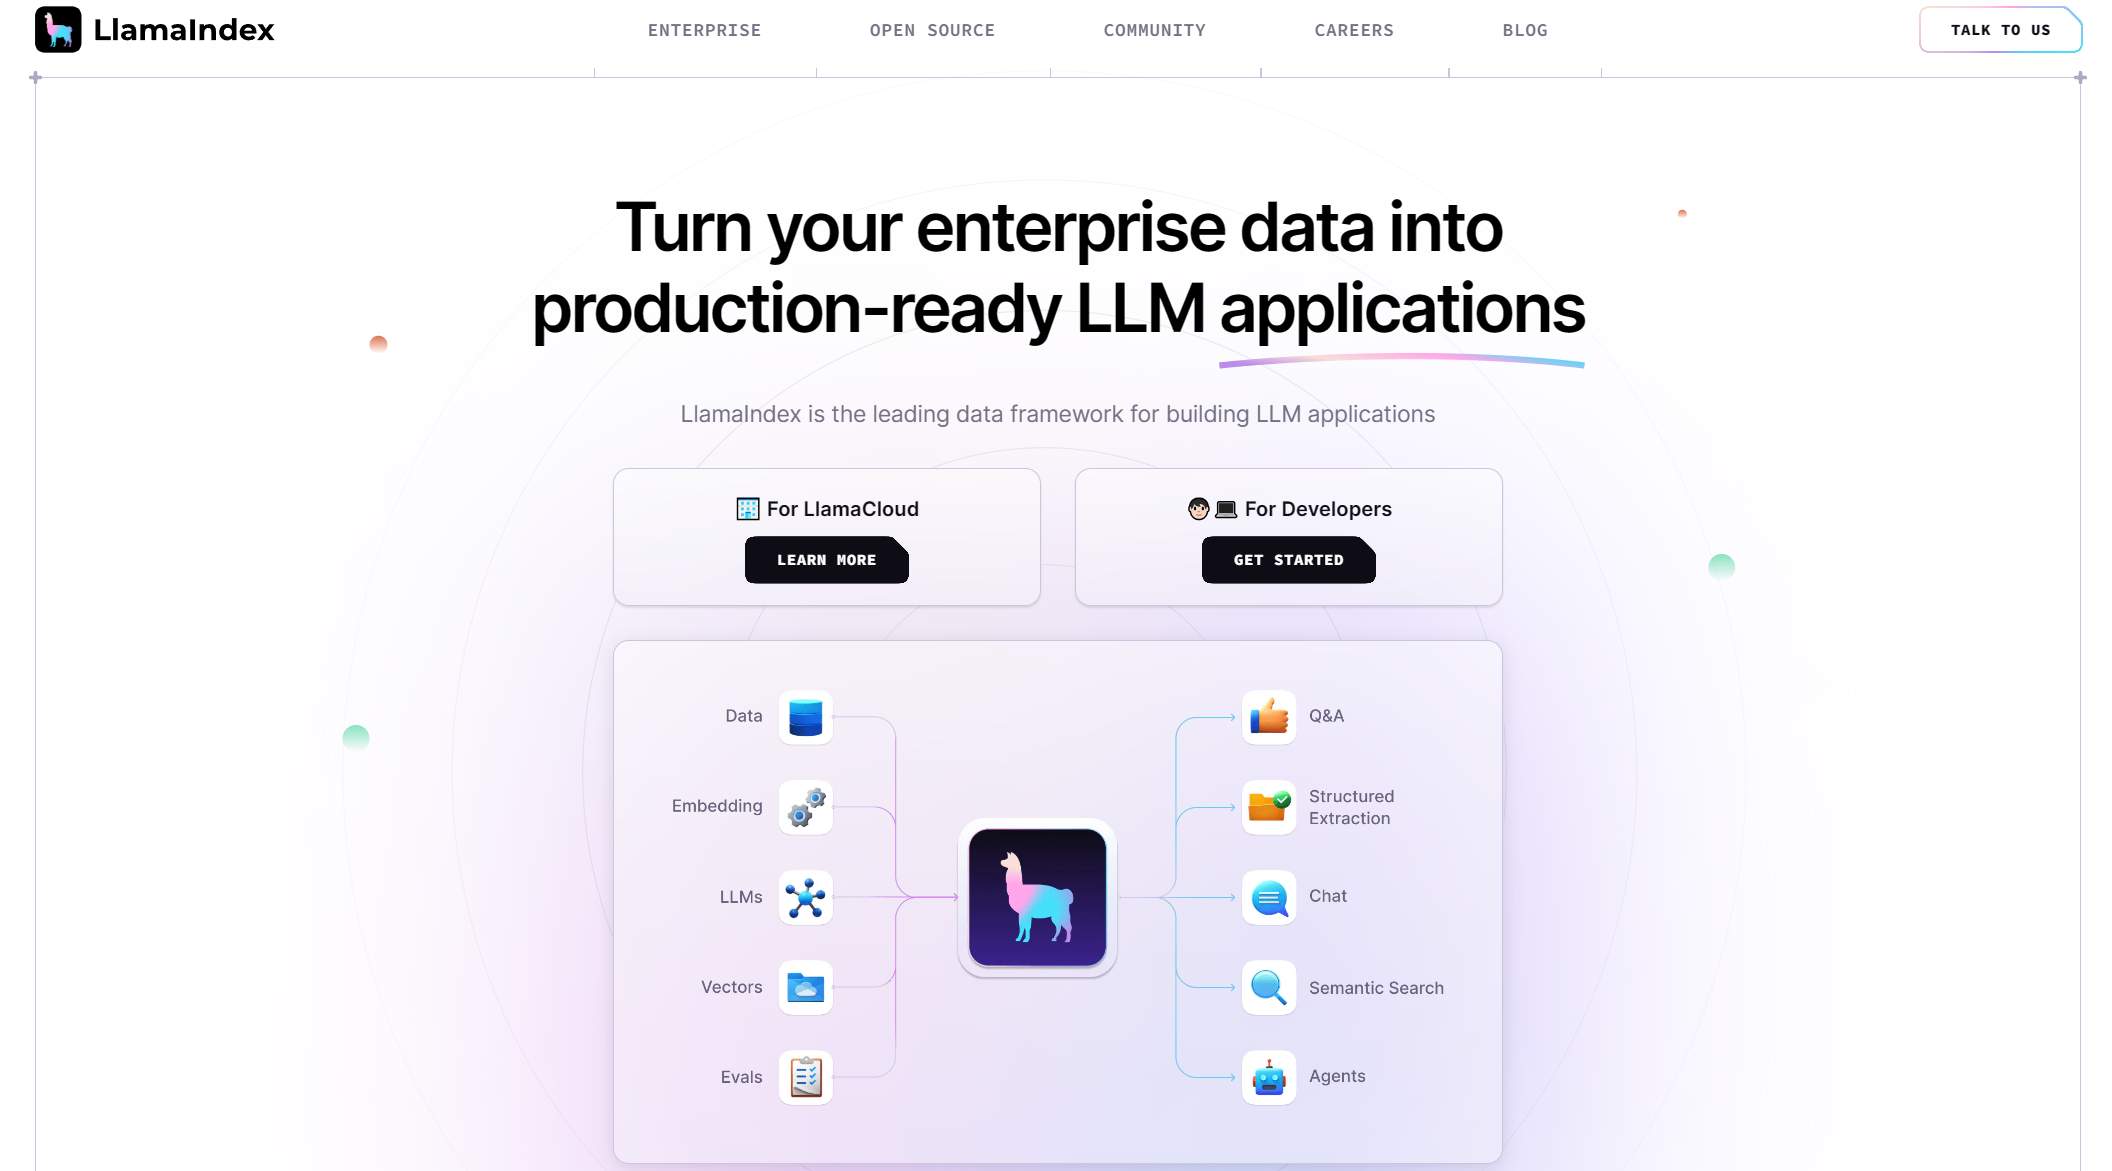 LlamaIndex
ENTERPRISE
OPEN SOURCE
COMMUNITY
CAREERS
BLOG
TALK TO US
Turn your enterprise data into
production-ready LLM applications
LlamaIndex is the leading data framework for building LLM applications
For LlamaCloud
LEARN MORE
For Developers
GET STARTED
Data
Embedding
LLMs
Vectors
Evals
Q&A
Structured
Extraction
Chat
Semantic Search
Agents